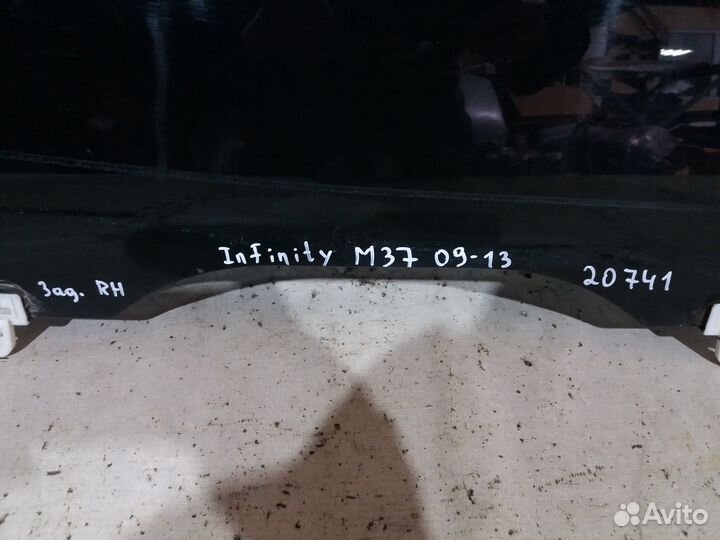 Infinity M37 09-13
Зад. RH
20741
Avito